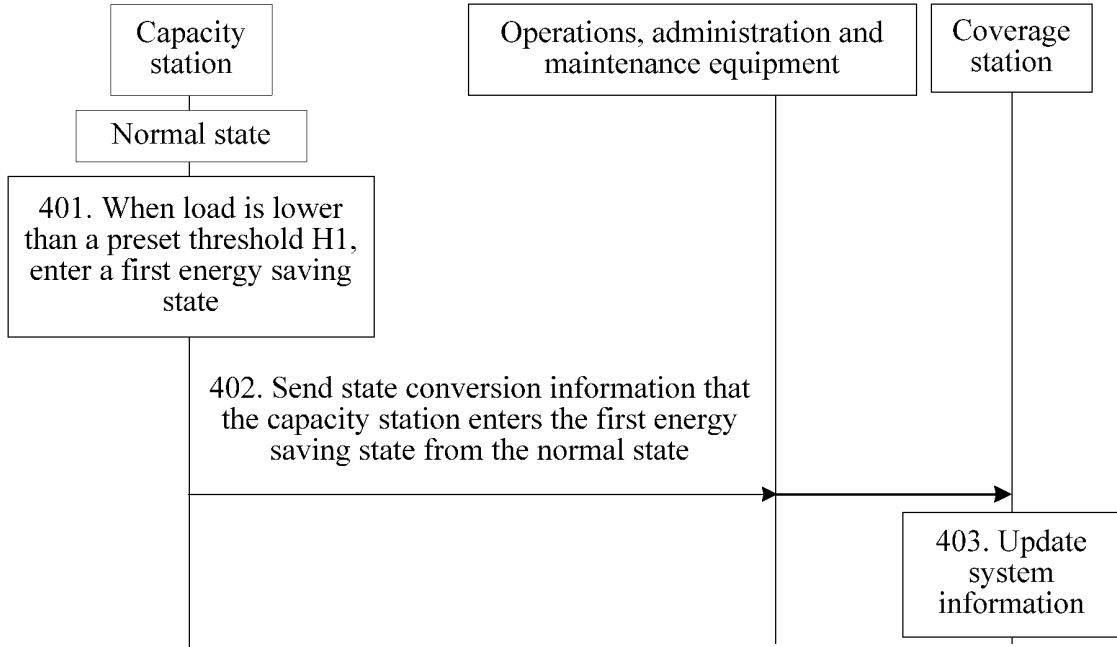 Capacity
station
Operations, administration and
maintenance equipment
Coverage
station
Normal state
401. When load is lower
than a preset threshold H1,
enter a first energy saving
state
402. Send state conversion information that
the capacity station enters the first energy
saving state from the normal state
403. Update
system
information